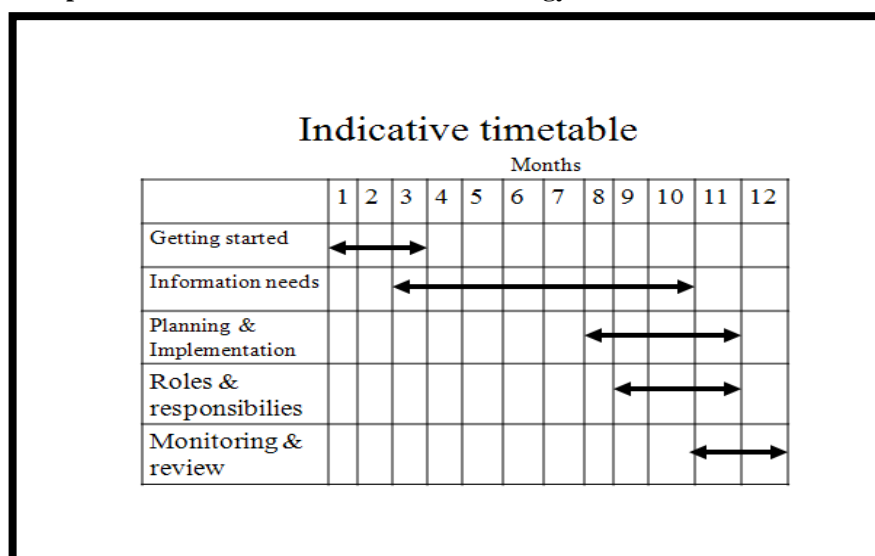 Indicative timetable
Months
1 2 3 4 5 6 7 8 9 10 11 12
Getting started
Information needs
Planning &
Implementation
Roles &
responsibilies
Monitoring &
review